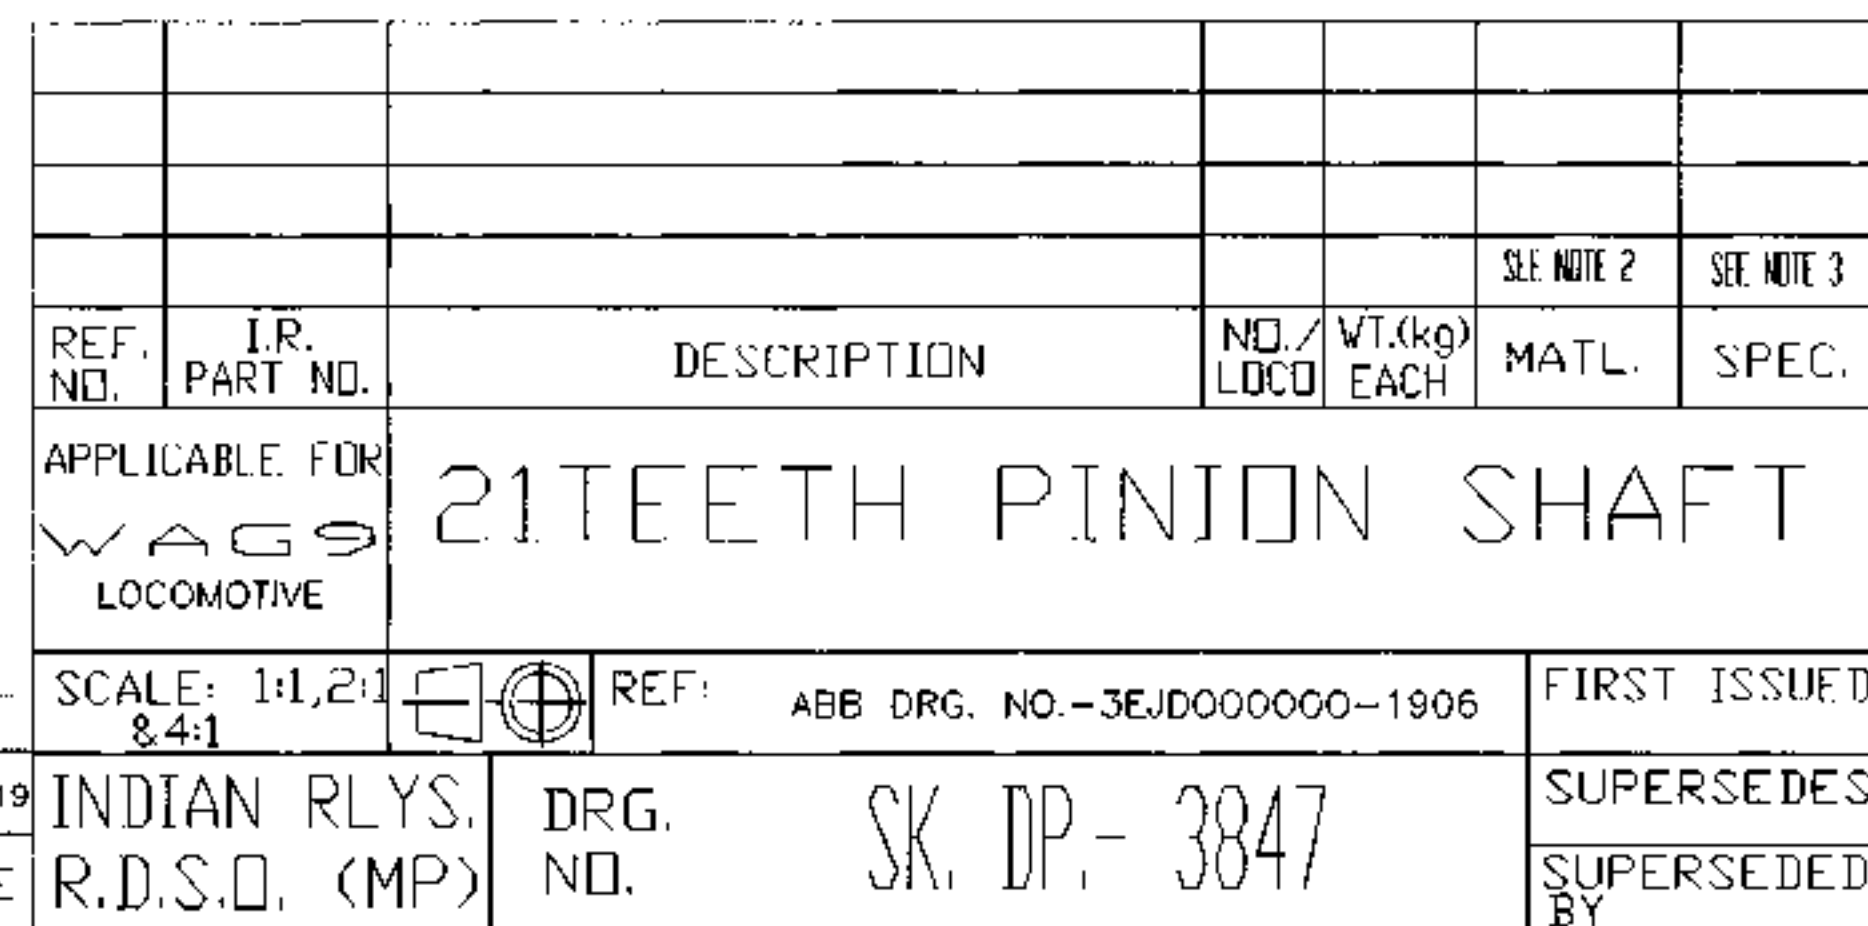 SEE NOTE 2 SEE NOTE 3
REF. NO. I.R. PART NO. DESCRIPTION NO./ LOCO WT.(kg) EACH MATL. SPEC.
APPLICABLE FOR
WAG9
LOCOMOTIVE
21TEETH PINION SHAFT
SCALE: 1:1,2:1
&4:1
REF: ABB DRG. NO.-3EJD000000-1906
FIRST ISSUED
19
INDIAN RLYS.
R.D.S.O. (MP)
DRG.
NO.
SK. DP.- 3847
SUPERSEDES
SUPERSEDED
BY